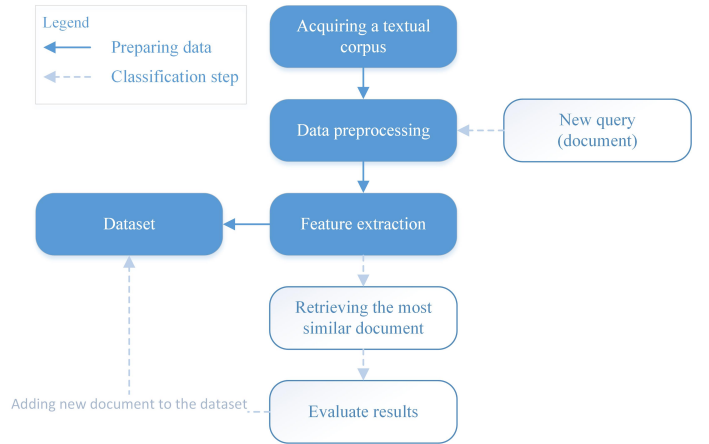 Legend
Preparing data
Classification step
Acquiring a textual
corpus
Data preprocessing
New query
(document)
Dataset
Feature extraction
Retrieving the most
similar document
Adding new document to the dataset
Evaluate results